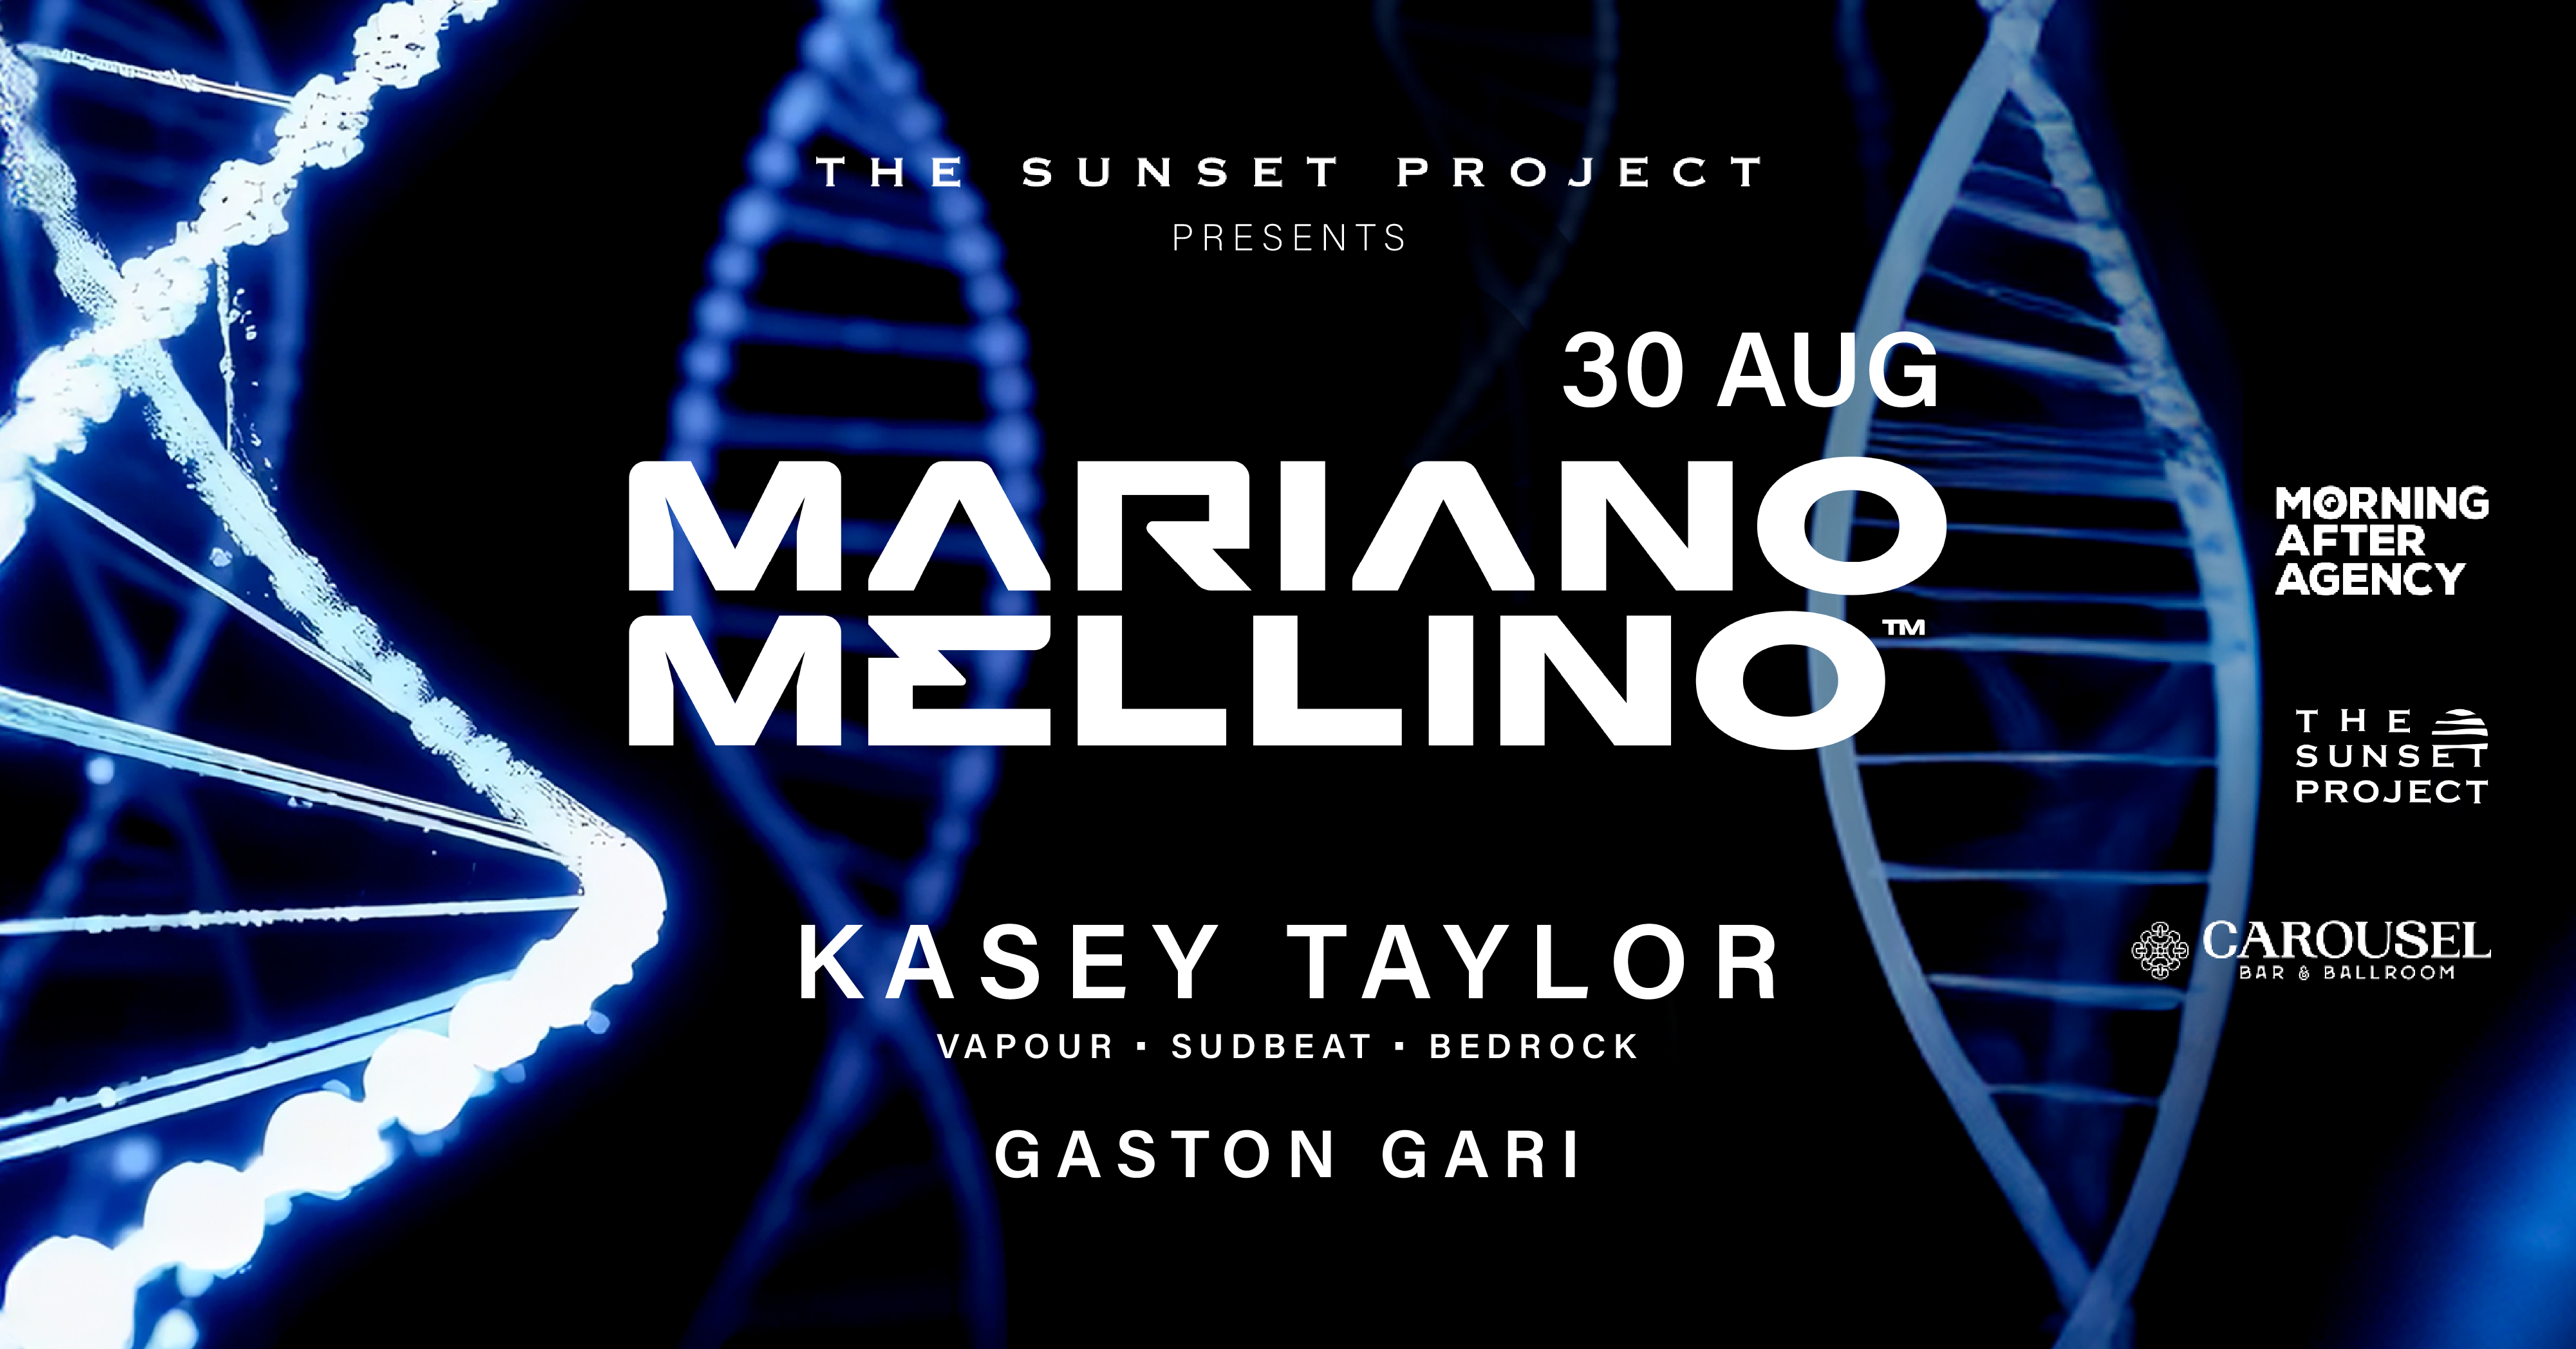 THE SUNSET PROJECT
PRESENTS
30 AUG
MARIANO
MELLINO™
KASEY TAYLOR
VAPOUR · SUDBEAT · BEDROCK
GASTON GARI
MORNING
AFTER
AGENCY
THE
SUNSET
PROJECT
CAROUSEL
BAR & BALLROOM